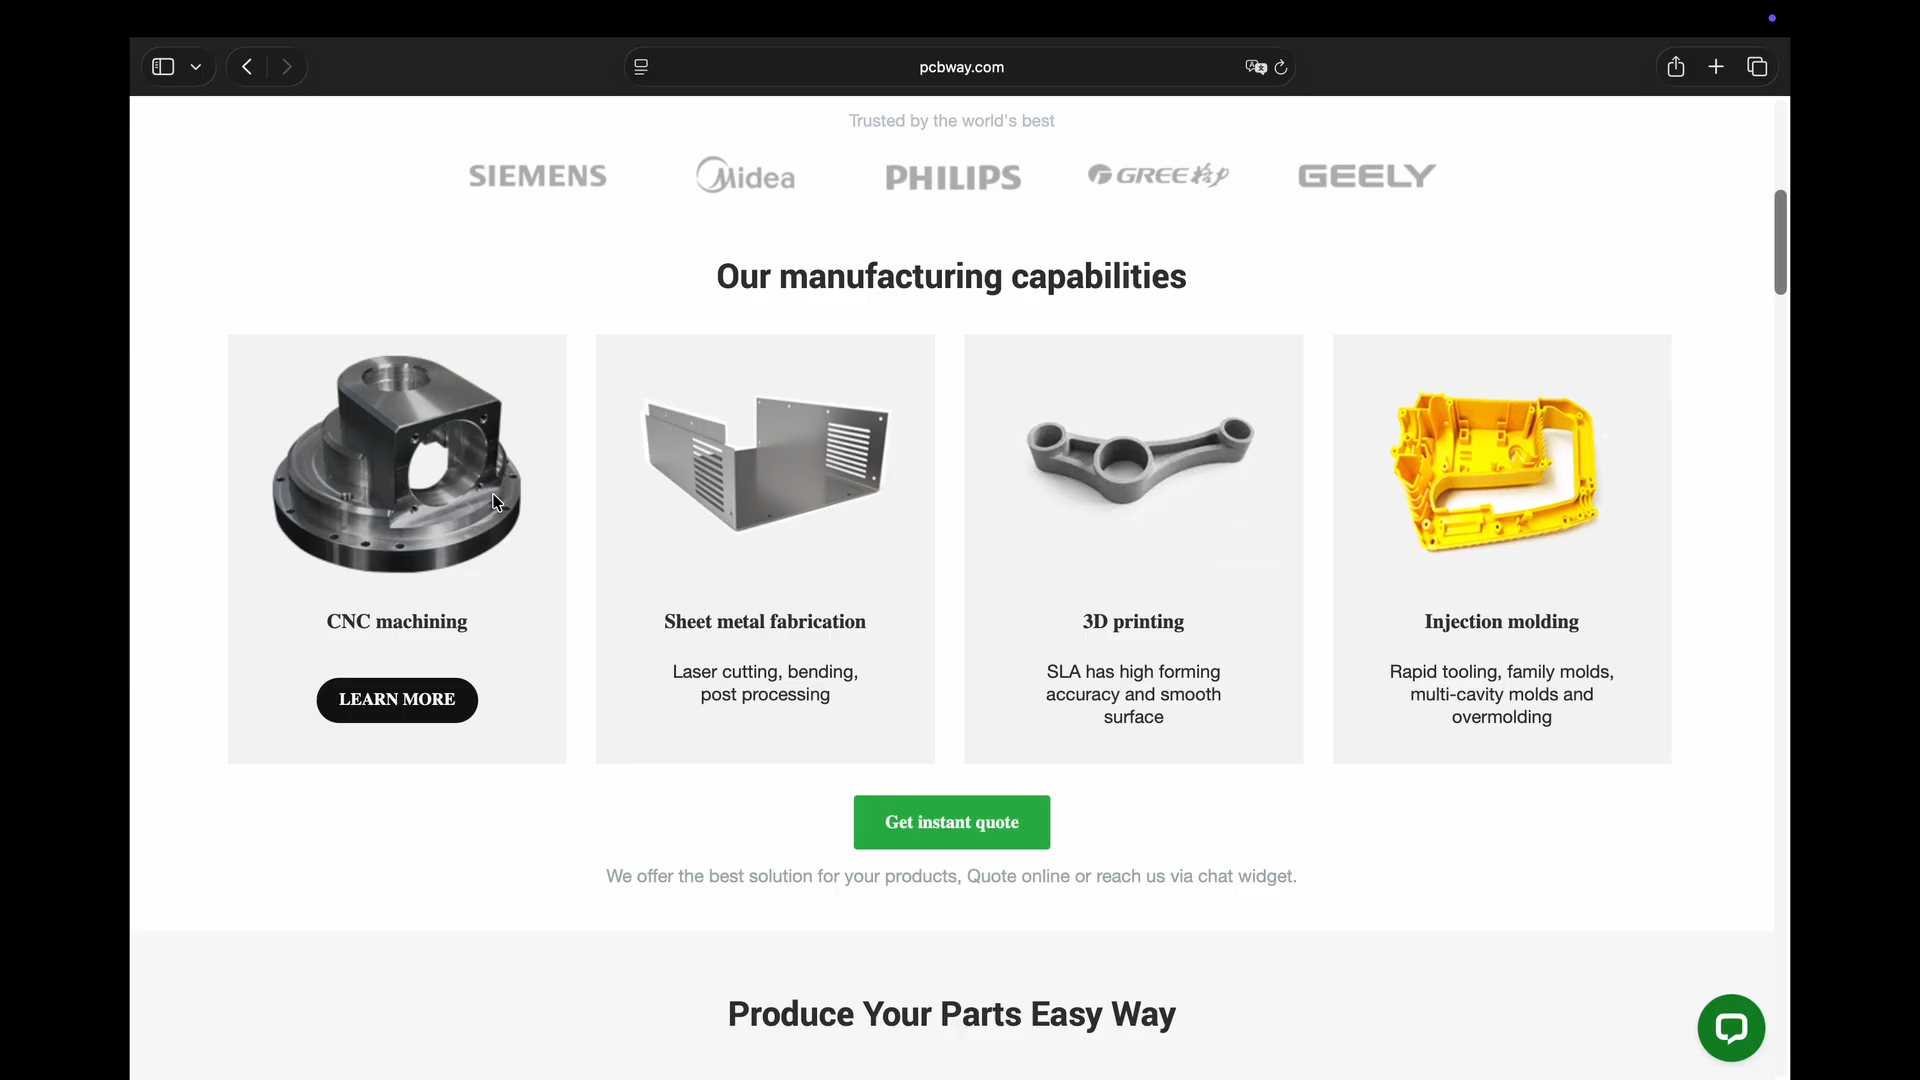 pcbway.com
Trusted by the world's best
SIEMENS
Midea
PHILIPS
GREE 格力
GEELY
Our manufacturing capabilities
CNC machining
LEARN MORE
Sheet metal fabrication
Laser cutting, bending,
post processing
3D printing
SLA has high forming
accuracy and smooth
surface
Injection molding
Rapid tooling, family molds,
multi-cavity molds and
overmolding
Get instant quote
We offer the best solution for your products, Quote online or reach us via chat widget.
Produce Your Parts Easy Way